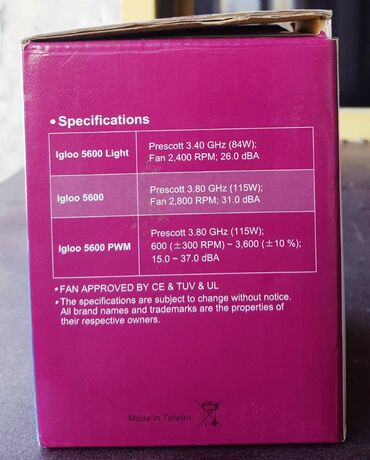 • Specifications
Igloo 5600 Light
Prescott 3.40 GHz (84W);
Fan 2,400 RPM; 26.0 dBA
Igloo 5600
Prescott 3.80 GHz (115W);
Fan 2,800 RPM; 31.0 dBA
Igloo 5600 PWM
Prescott 3.80 GHz (115W);
600 (±300 RPM) ~ 3,600 (±10 %);
15.0 ~ 37.0 dBA
• FAN APPROVED BY CE & TUV & UL
• The specifications are subject to change without notice.
All brand names and trademarks are the properties of
their respective owners.
Made In Taiwan